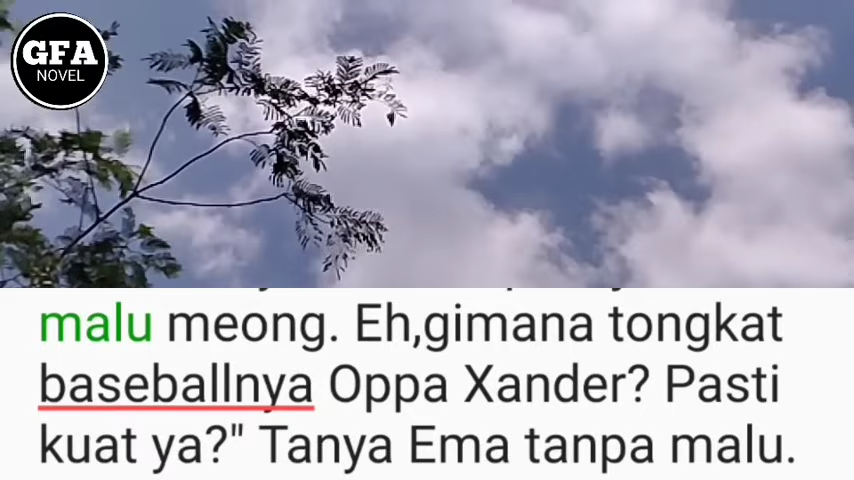 GFA
NOVEL
malu meong. Eh,gimana tongkat
baseballnya Oppa Xander? Pasti
kuat ya?" Tanya Ema tanpa malu.